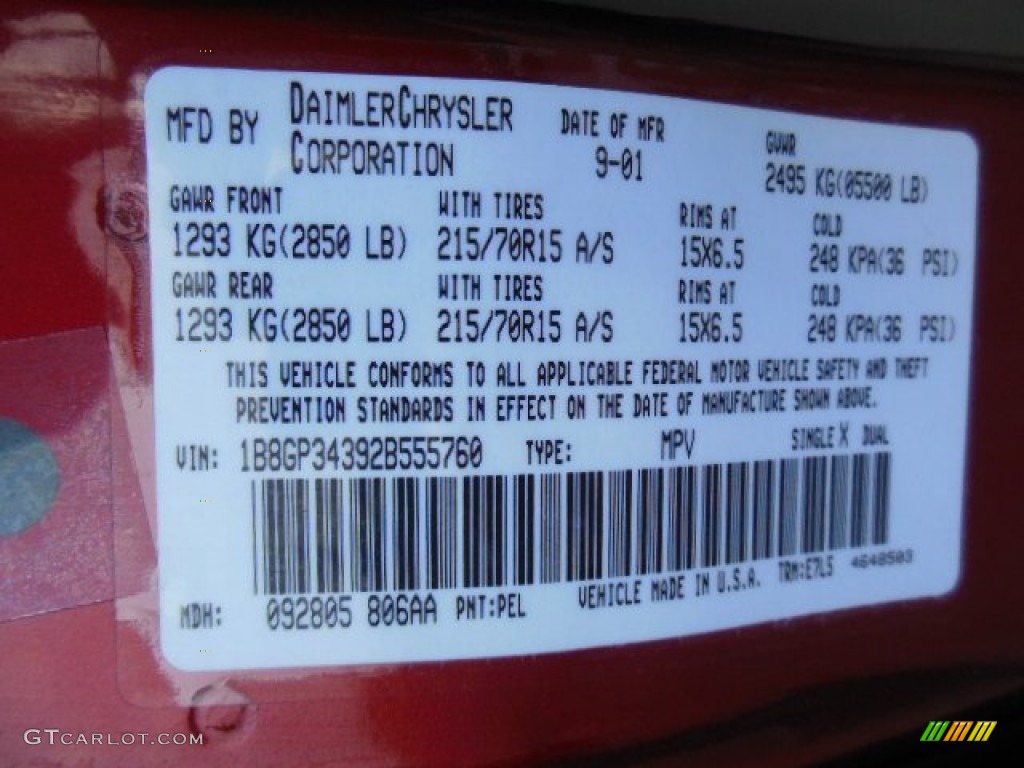 MFD BY DAIMLERCHRYSLER CORPORATION DATE OF MFR 9-01 GVWR 2495 KG(05500 LB)
GAWR FRONT WITH TIRES RIMS AT COLD
1293 KG(2850 LB) 215/70R15 A/S 15X6.5 248 KPA(36 PSI)
GAWR REAR WITH TIRES RIMS AT COLD
1293 KG(2850 LB) 215/70R15 A/S 15X6.5 248 KPA(36 PSI)
THIS VEHICLE CONFORMS TO ALL APPLICABLE FEDERAL MOTOR VEHICLE SAFETY AND THEFT
PREVENTION STANDARDS IN EFFECT ON THE DATE OF MANUFACTURE SHOWN ABOVE.
VIN: 1B8GP34392B555760 TYPE: MPV SINGLE X DUAL
MDH: 092805 806AA PNT:PEL VEHICLE MADE IN U.S.A. TRM:E7L5 4648503
GTCARLOT.COM